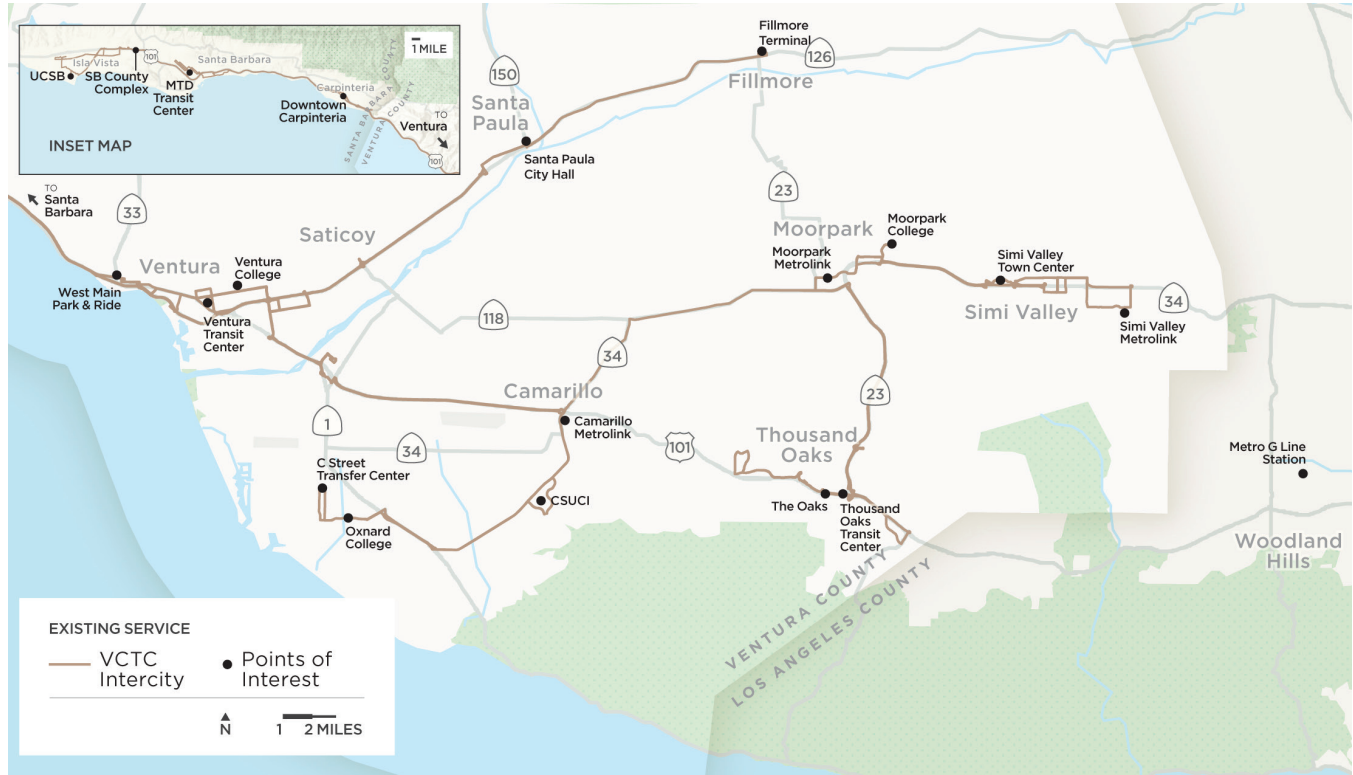 1 MILE
Isla Vista
101
Santa Barbara
UCSB
SB County
Complex
MTD
Transit
Center
Carpinteria
Downtown
Carpinteria
SANTA BARBARA COUNTY
VENTURA COUNTY
TO
Ventura
101
INSET MAP
Fillmore
Terminal
126
Fillmore
150
Santa
Paula
Santa Paula
City Hall
TO
Santa
Barbara
33
23
Saticoy
Moorpark
Moorpark
College
Moorpark
Metrolink
Ventura
Ventura
College
West Main
Park & Ride
Ventura
Transit
Center
Simi Valley
Town Center
Simi Valley
34
Simi Valley
Metrolink
118
34
Camarillo
Camarillo
Metrolink
23
1
34
101
Thousand
Oaks
C Street
Transfer Center
CSUCI
Oxnard
College
The Oaks
Thousand
Oaks
Transit
Center
Metro G Line
Station
Woodland
Hills
VENTURA COUNTY
LOS ANGELES COUNTY
EXISTING SERVICE
VCTC
Intercity
Points of
Interest
N
1 2 MILES